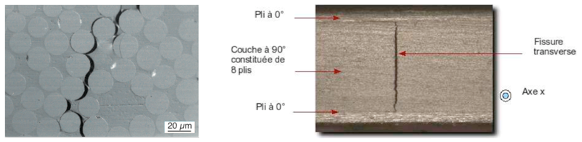 20 µm
Pli à 0°
Couche à 90°
constituée de
8 plis
Pli à 0°
Fissure
transverse
Axe x